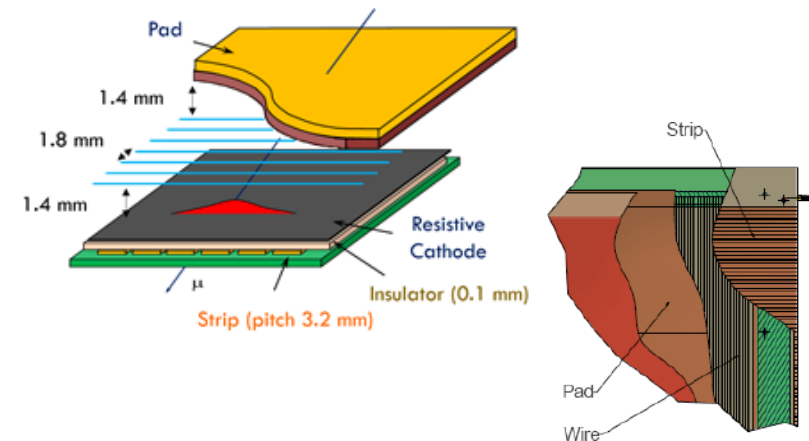 Pad
1.4 mm
1.8 mm
1.4 mm
Resistive
Cathode
μ
Insulator (0.1 mm)
Strip (pitch 3.2 mm)
Strip
Pad
Wire